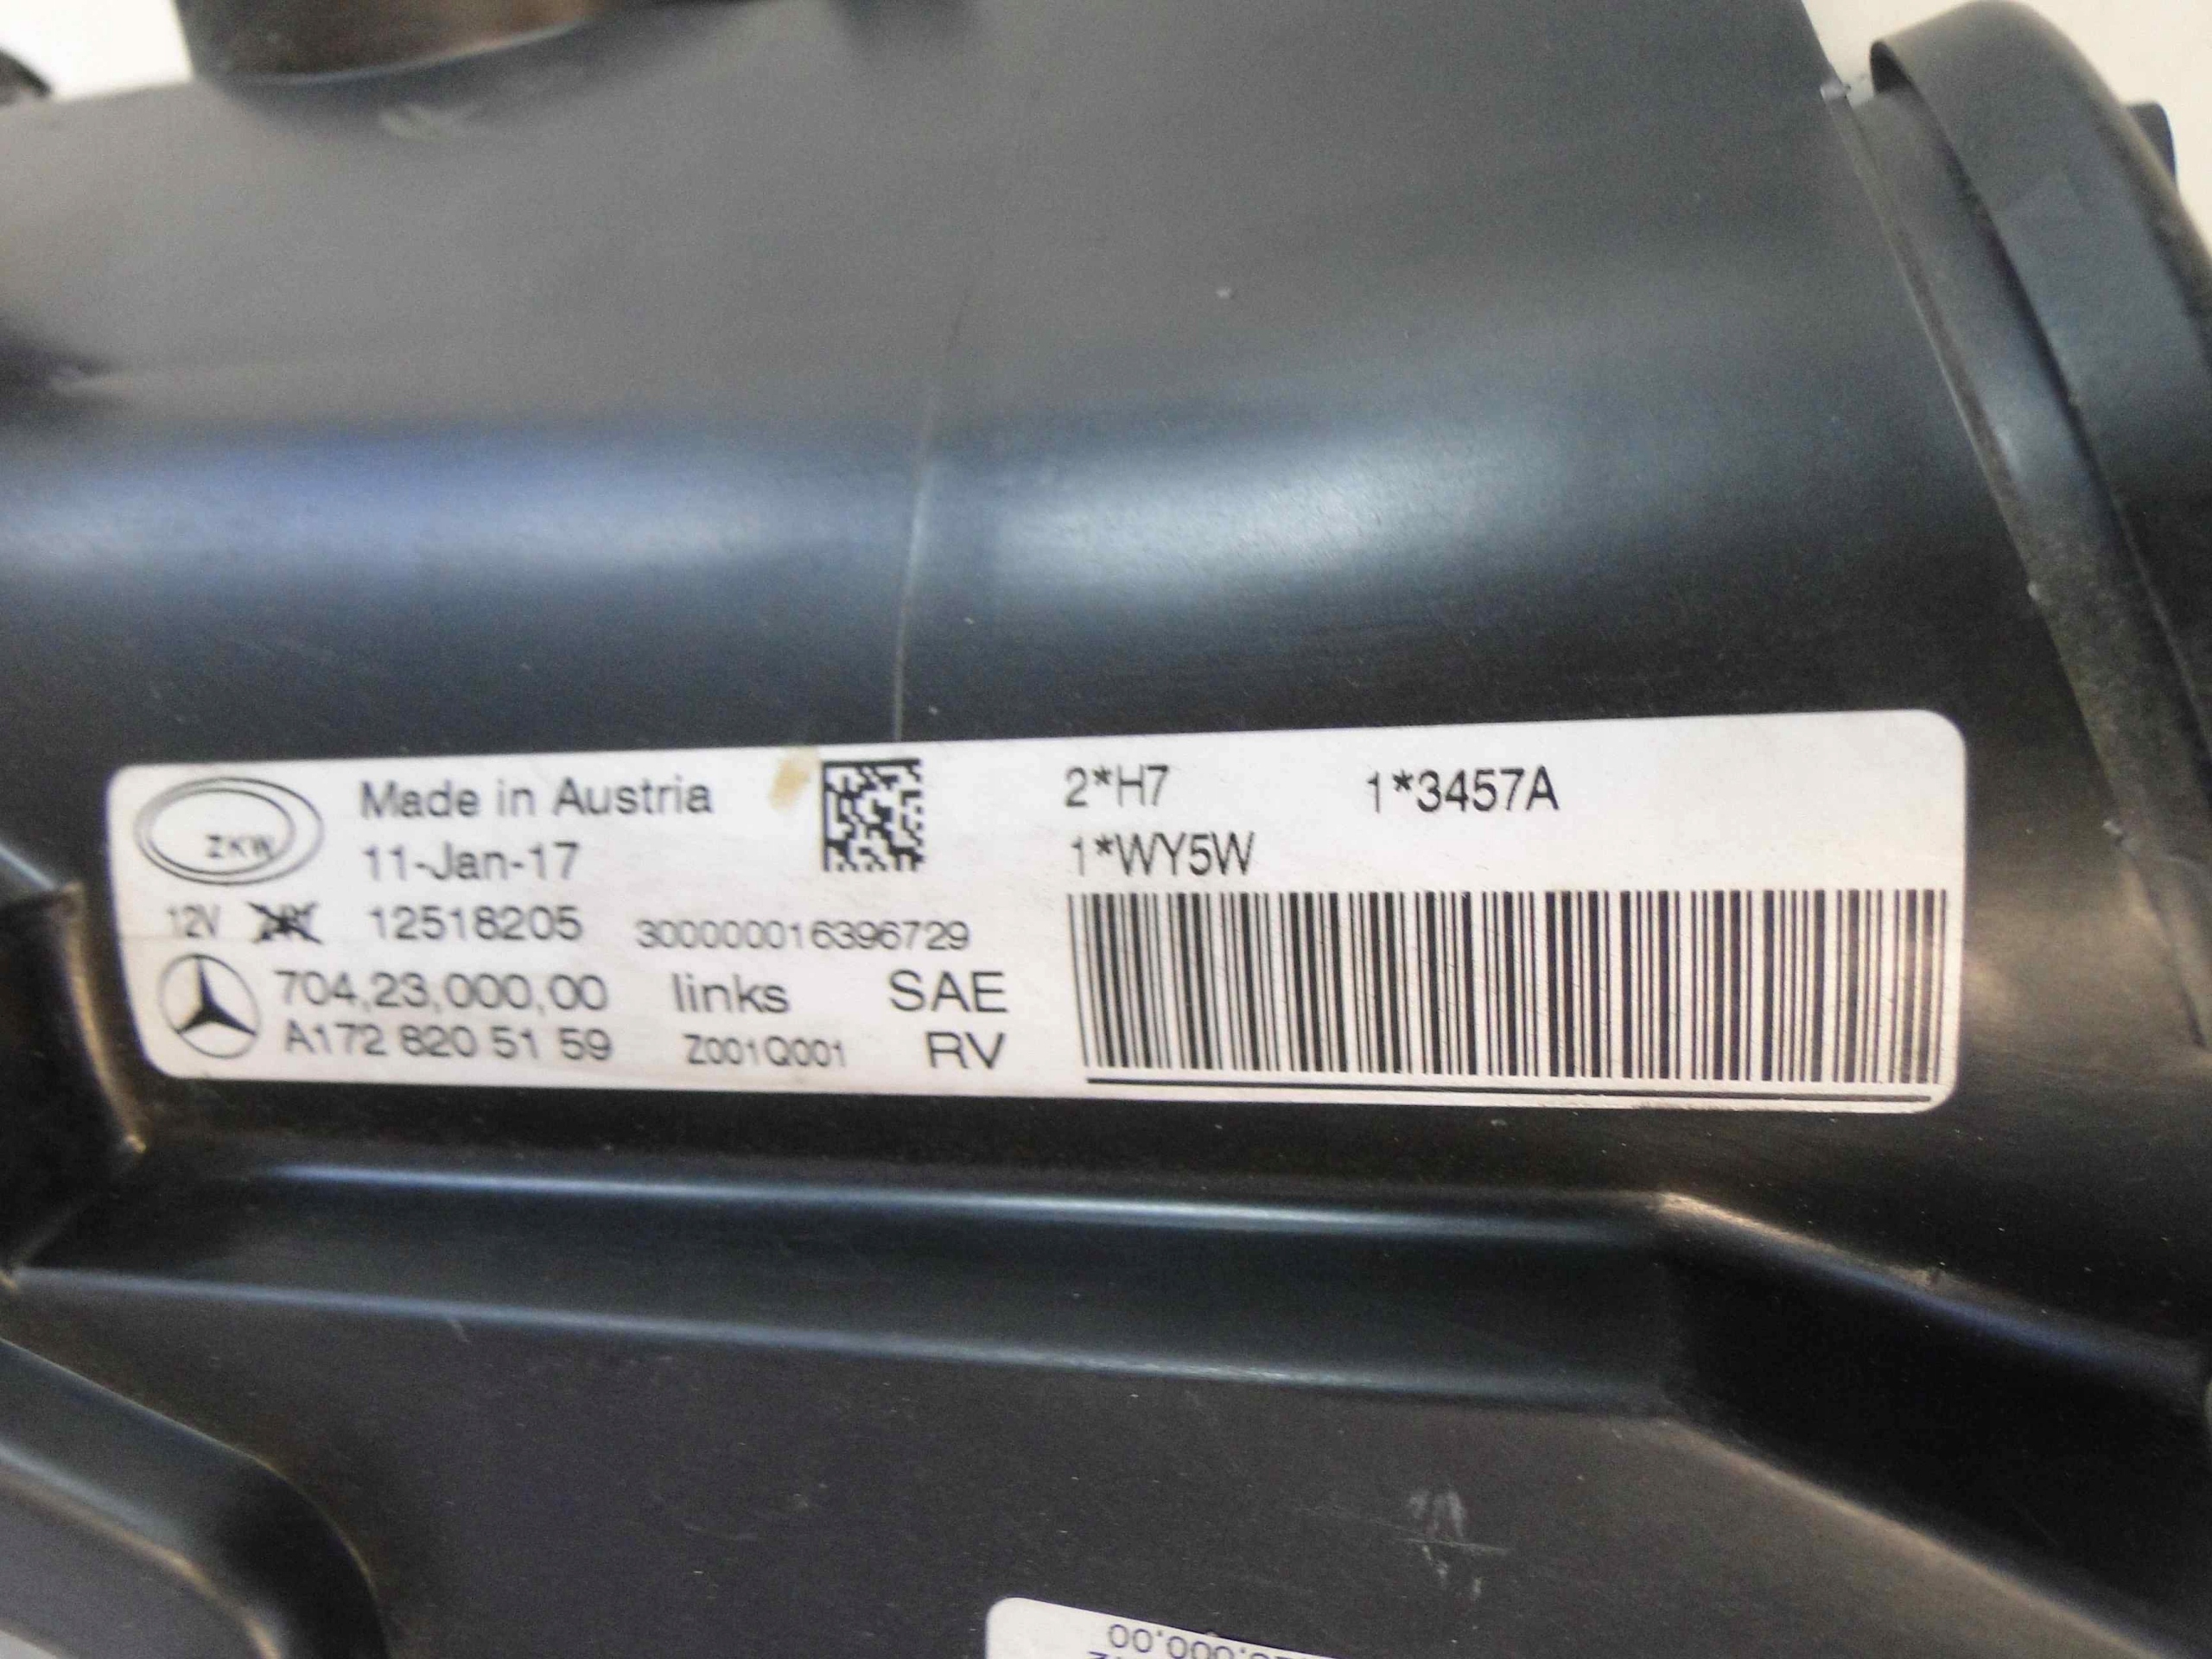 ZKW
Made in Austria
11-Jan-17
12V 12518205 300000016396729
704,23,000,00 links SAE
A172 820 51 59 Z001Q001 RV
2*H7 1*3457A
1*WY5W